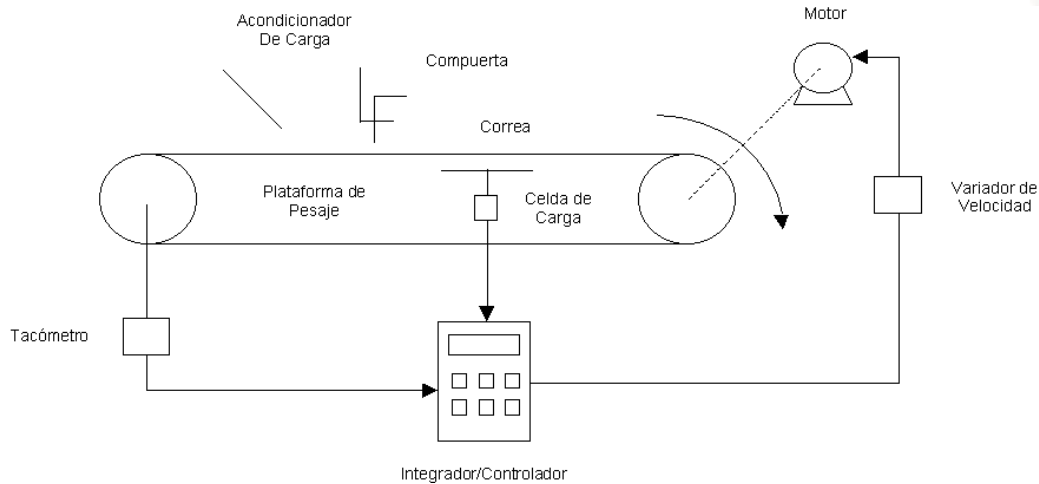 Motor
Acondicionador
De Carga
Compuerta
Correa
Plataforma de
Pesaje
Celda de
Carga
Variador de
Velocidad
Tacómetro
Integrador/Controlador